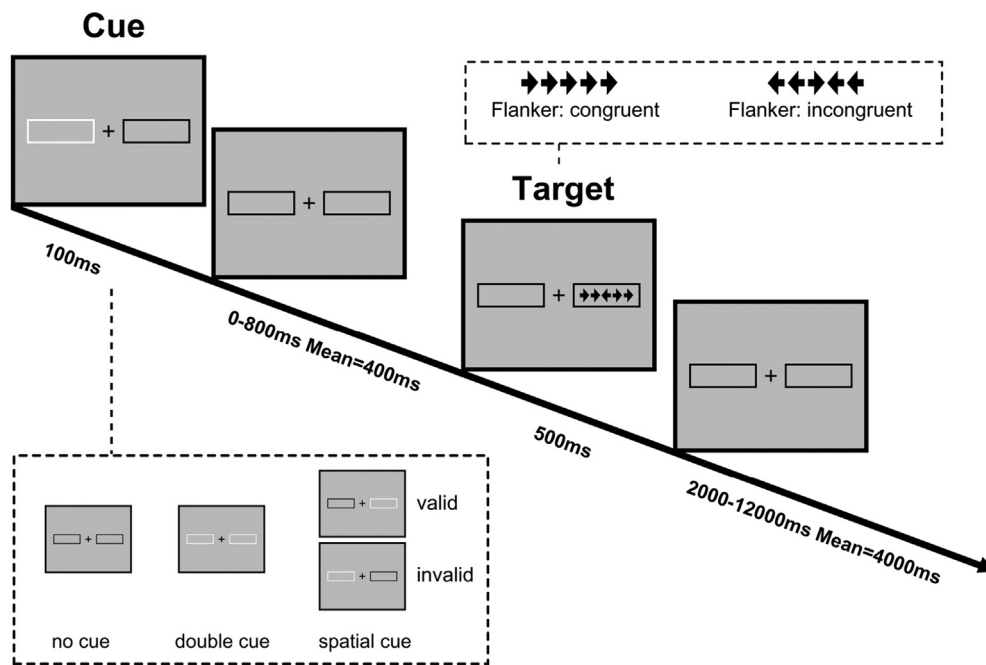 Cue
Flanker: congruent
Flanker: incongruent
Target
100ms
0-800ms Mean=400ms
500ms
2000-12000ms Mean=4000ms
valid
invalid
no cue
double cue
spatial cue